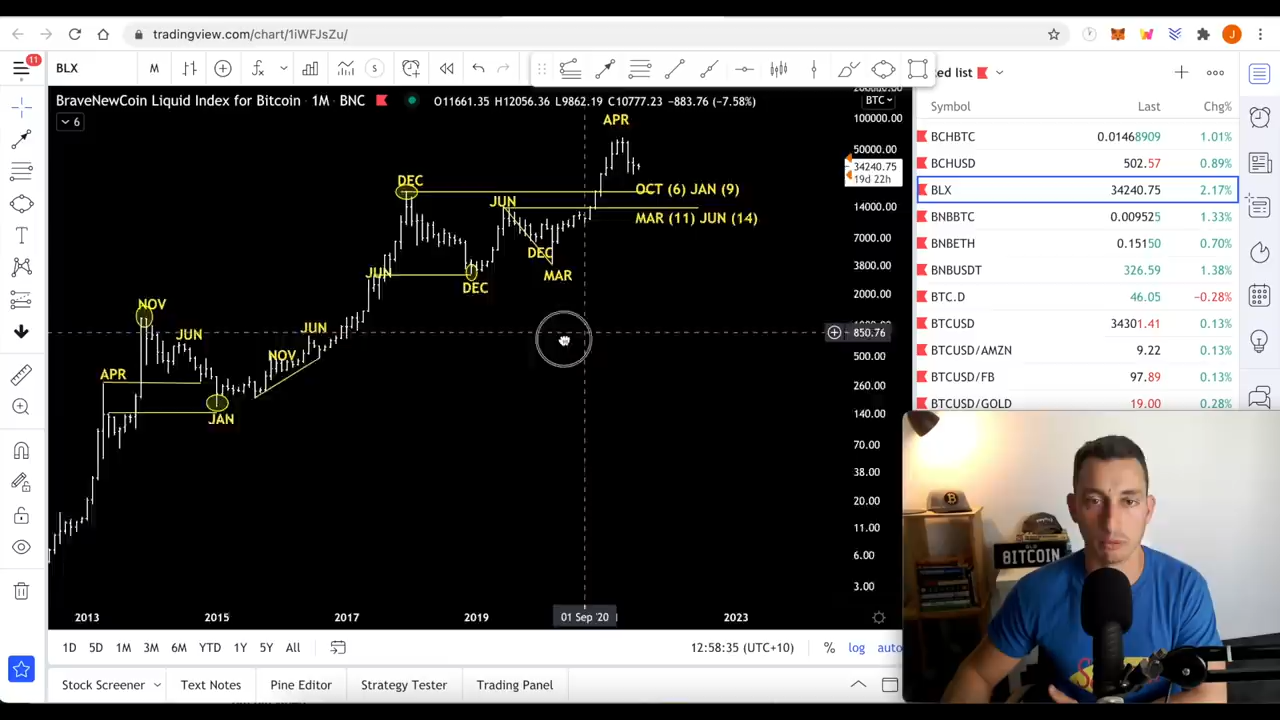 tradingview.com/chart/1iWFJsZu/
J
11
BLX
M
S
ed list
BraveNewCoin Liquid Index for Bitcoin · 1M · BNC
O11661.35 H12056.36 L9862.19 C10777.23 −883.76 (−7.58%)
BTC
6
Symbol Last Chg%
BCHBTC 0.01468909 1.01%
BCHUSD 502.57 0.89%
BLX 34240.75 2.17%
BNBBTC 0.009525 1.33%
BNBETH 0.15150 0.70%
BNBUSDT 326.59 1.38%
BTC.D 46.05 −0.28%
BTCUSD 34301.41 0.13%
BTCUSD/AMZN 9.22 0.13%
BTCUSD/FB 97.89 0.13%
BTCUSD/GOLD 19.00 0.28%
100000.00
50000.00
34240.75
19d 22h
14000.00
7000.00
3800.00
2000.00
850.76
500.00
260.00
140.00
70.00
38.00
20.00
11.00
6.00
3.00
APR
DEC
OCT (6) JAN (9)
JUN
MAR (11) JUN (14)
DEC
JUN
MAR
DEC
NOV
JUN
JUN
NOV
APR
JAN
2013 2015 2017 2019 01 Sep '20 2023
1D 5D 1M 3M 6M YTD 1Y 5Y All
12:58:35 (UTC+10) % log auto
Stock Screener Text Notes Pine Editor Strategy Tester Trading Panel
BITCOIN